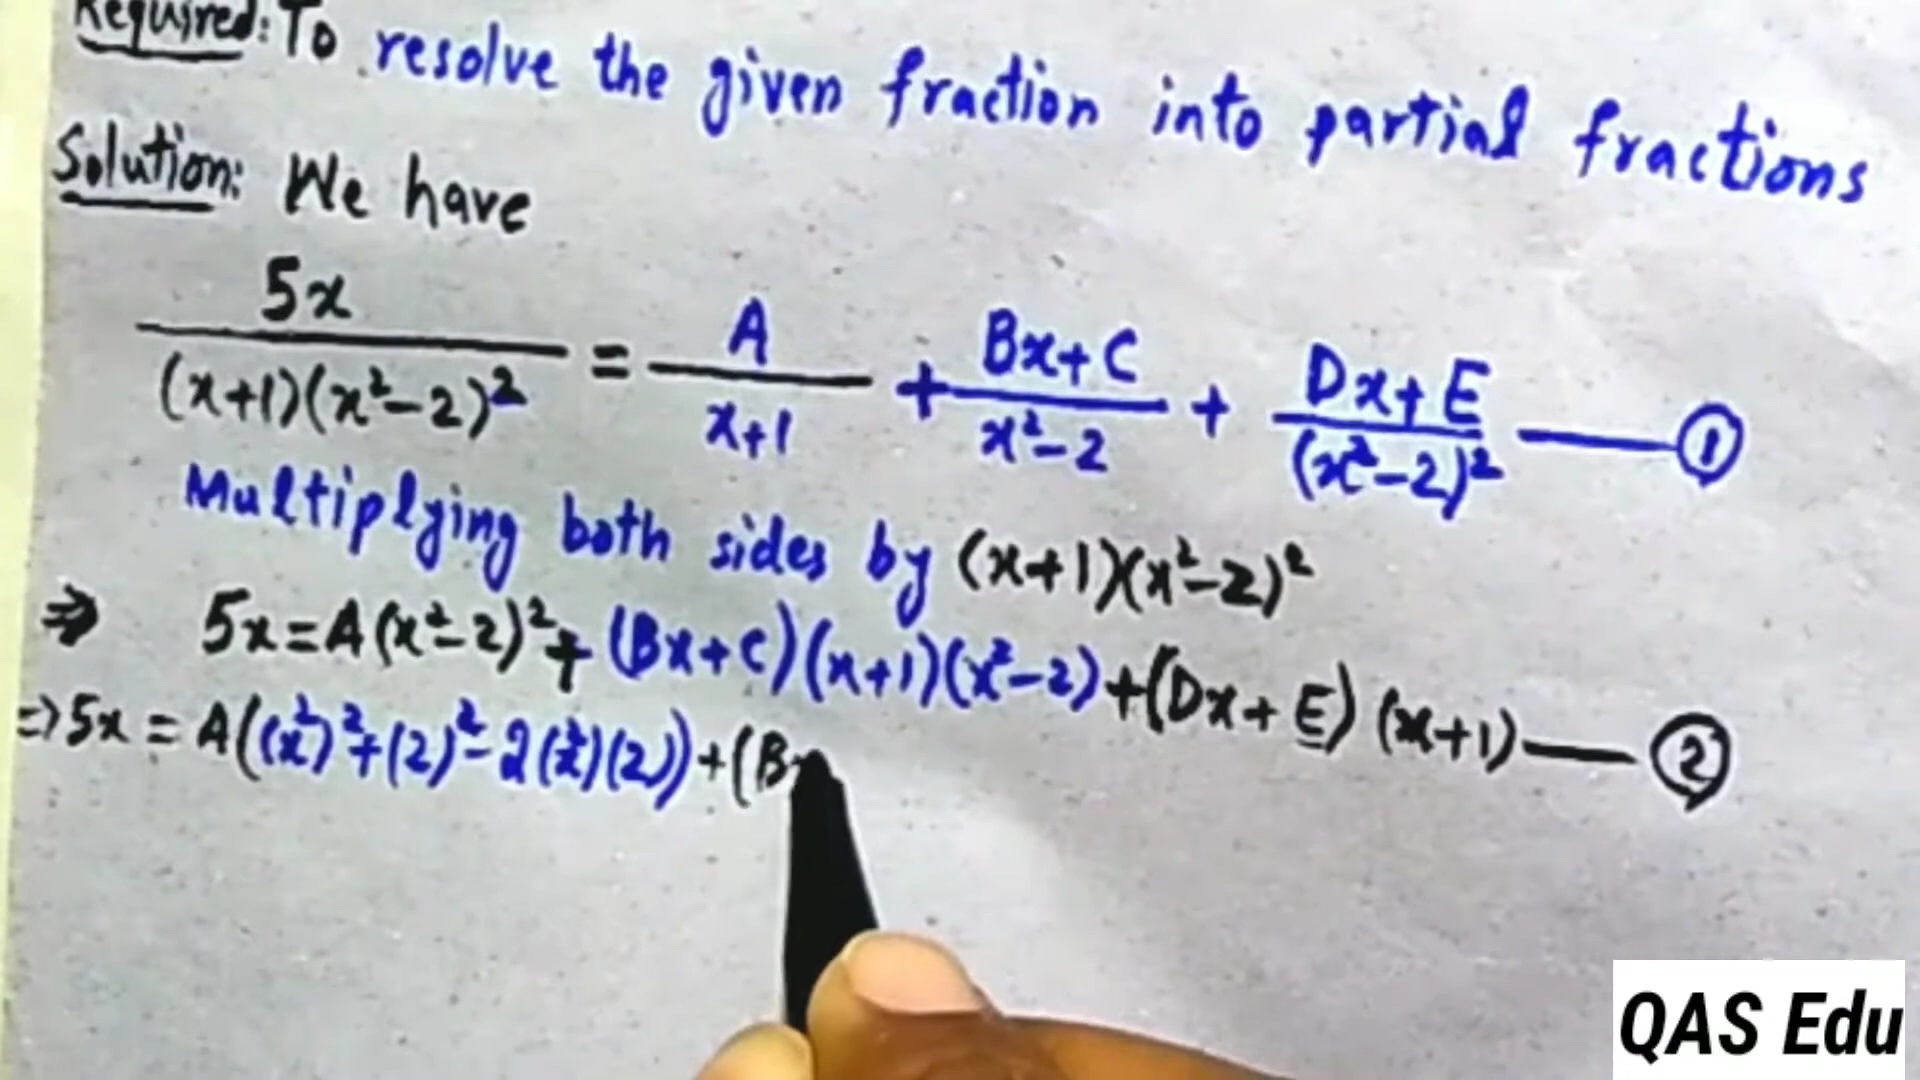 Required: To resolve the given fraction into partial fractions
Solution: We have
5x/(x+1)(x²-2)² = A/x+1 + Bx+C/x²-2 + Dx+E/(x²-2)² — ①
Multiplying both sides by (x+1)(x²-2)²
⇒ 5x=A(x²-2)²+(Bx+C)(x+1)(x²-2)+(Dx+E)(x+1) — ②
⇒ 5x = A((x²)²+(2)²-2(x²)(2))+(Bx
QAS Edu